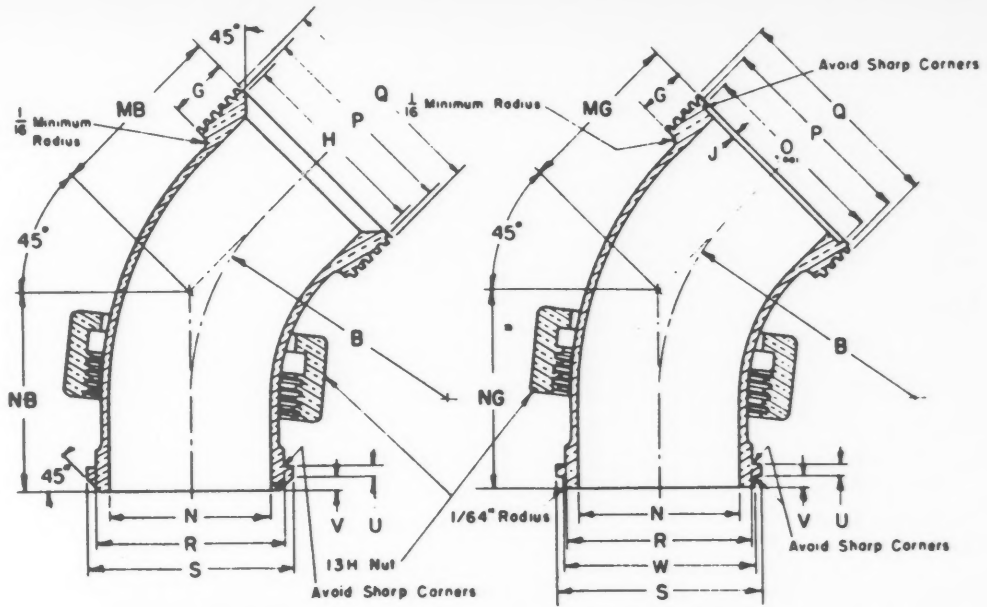 45°
MB
G
Q
P
H
1/16 Minimum
Radius
45°
B
NB
45°
N
R
S
V
U
13H Nut
Avoid Sharp Corners
Avoid Sharp Corners
MG
G
Q
P
1/16 Minimum Radius
J
O
45°
B
NG
1/64" Radius
N
R
W
S
V
U
Avoid Sharp Corners